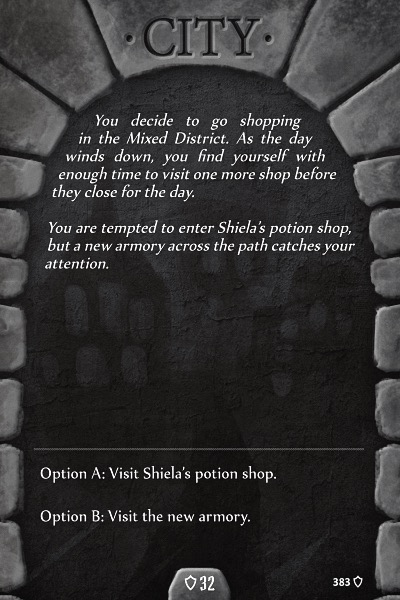 ·CITY·
You decide to go shopping
in the Mixed District. As the day
winds down, you find yourself with
enough time to visit one more shop before
they close for the day.
You are tempted to enter Shiela's potion shop,
but a new armory across the path catches your
attention.
Option A: Visit Shiela's potion shop.
Option B: Visit the new armory.
32
383